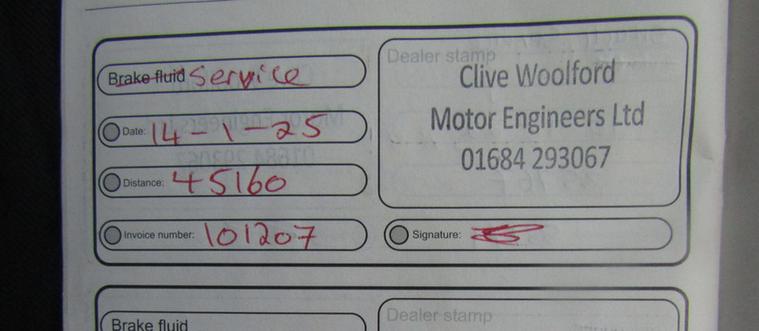 Brake fluid Service
Date: 14-1-25
Distance: 45160
Invoice number: 101207
Dealer stamp
Clive Woolford
Motor Engineers Ltd
01684 293067
Signature:
Brake fluid
Dealer stamp